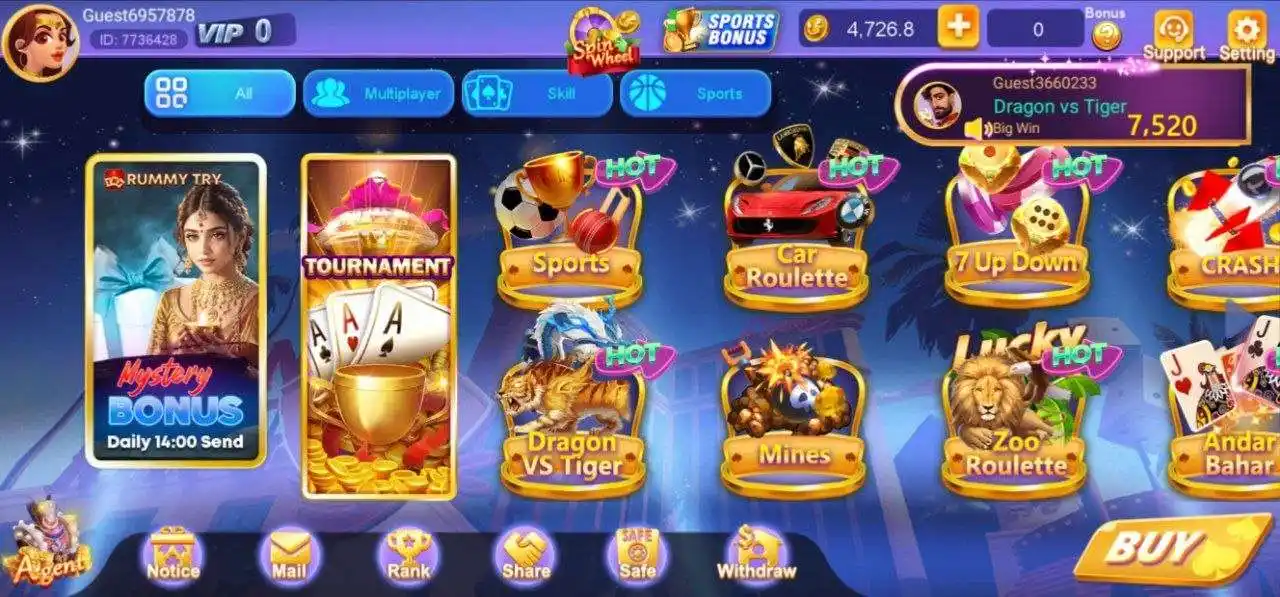 Guest6957878
ID: 7736428
VIP 0
Spin Wheel
SPORTS BONUS
4,726.8
+
0
Bonus
?
Support
Setting
All
Multiplayer
Skill
Sports
Guest3660233
Dragon vs Tiger
Big Win
7,520
RUMMY TRY
Mystery
BONUS
Daily 14:00 Send
TOURNAMENT
A
A
A
HOT
Sports
HOT
Car
Roulette
HOT
7 Up Down
CRASH
HOT
Dragon
VS Tiger
Mines
Lucky
HOT
Zoo
Roulette
J
J
Andar
Bahar
Agent
Notice
Mail
Rank
Share
SAFE
Safe
Withdraw
BUY